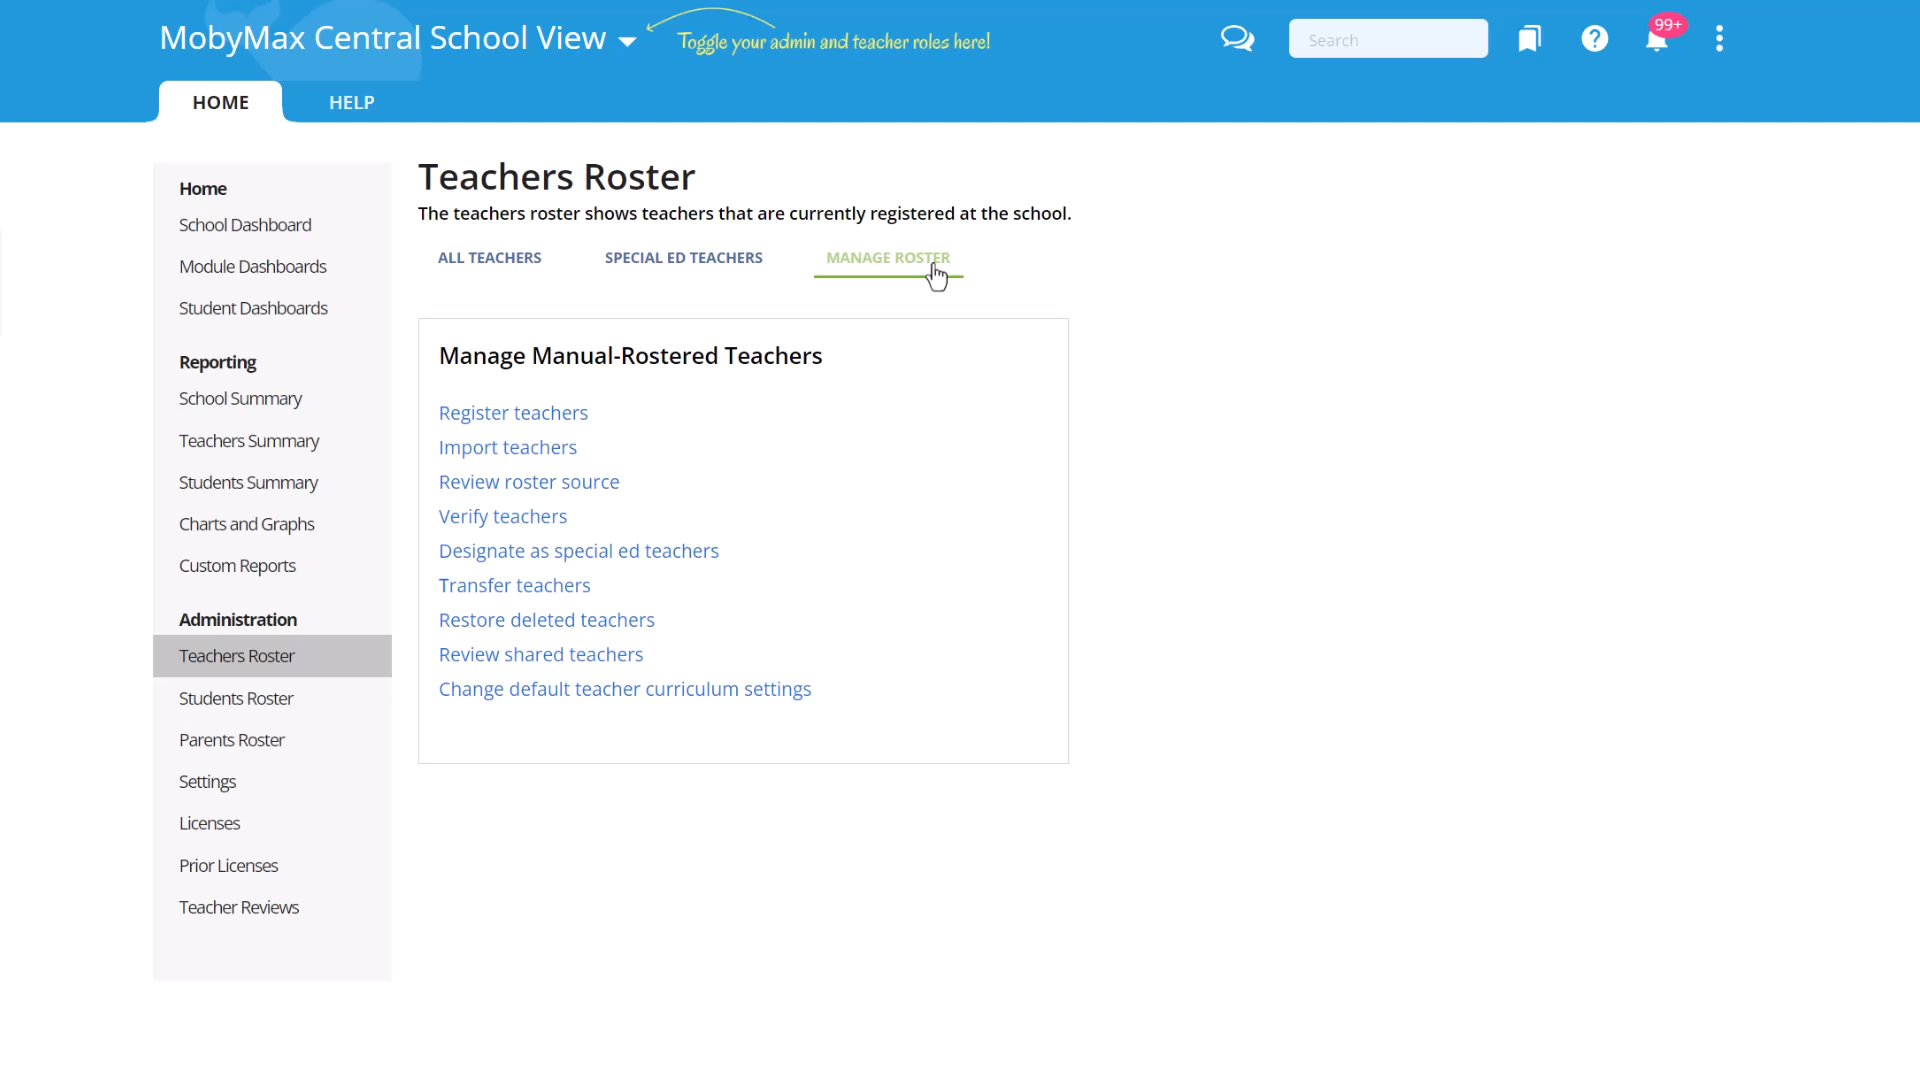 MobyMax Central School View
Toggle your admin and teacher roles here!
Search
99+
HOME
HELP
Home
School Dashboard
Module Dashboards
Student Dashboards
Reporting
School Summary
Teachers Summary
Students Summary
Charts and Graphs
Custom Reports
Administration
Teachers Roster
Students Roster
Parents Roster
Settings
Licenses
Prior Licenses
Teacher Reviews
Teachers Roster
The teachers roster shows teachers that are currently registered at the school.
ALL TEACHERS
SPECIAL ED TEACHERS
MANAGE ROSTER
Manage Manual-Rostered Teachers
Register teachers
Import teachers
Review roster source
Verify teachers
Designate as special ed teachers
Transfer teachers
Restore deleted teachers
Review shared teachers
Change default teacher curriculum settings